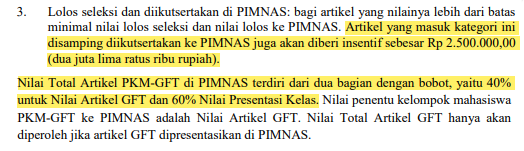 3. Lolos seleksi dan diikutsertakan di PIMNAS: bagi artikel yang nilainya lebih dari batas
minimal nilai lolos seleksi dan nilai lolos ke PIMNAS. Artikel yang masuk kategori ini
disamping diikutsertakan ke PIMNAS juga akan diberi insentif sebesar Rp 2.500.000,00
(dua juta lima ratus ribu rupiah).
Nilai Total Artikel PKM-GFT di PIMNAS terdiri dari dua bagian dengan bobot, yaitu 40%
untuk Nilai Artikel GFT dan 60% Nilai Presentasi Kelas. Nilai penentu kelompok mahasiswa
PKM-GFT ke PIMNAS adalah Nilai Artikel GFT. Nilai Total Artikel GFT hanya akan
diperoleh jika artikel GFT dipresentasikan di PIMNAS.